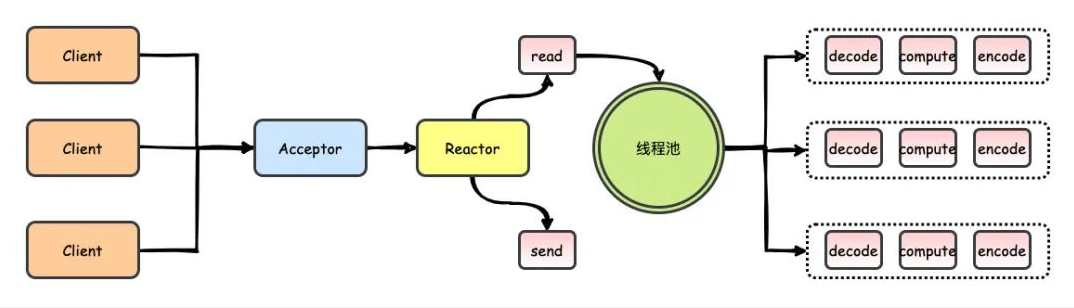 Client
Client
Client
Acceptor
Reactor
read
send
线程池
decode compute encode
decode compute encode
decode compute encode